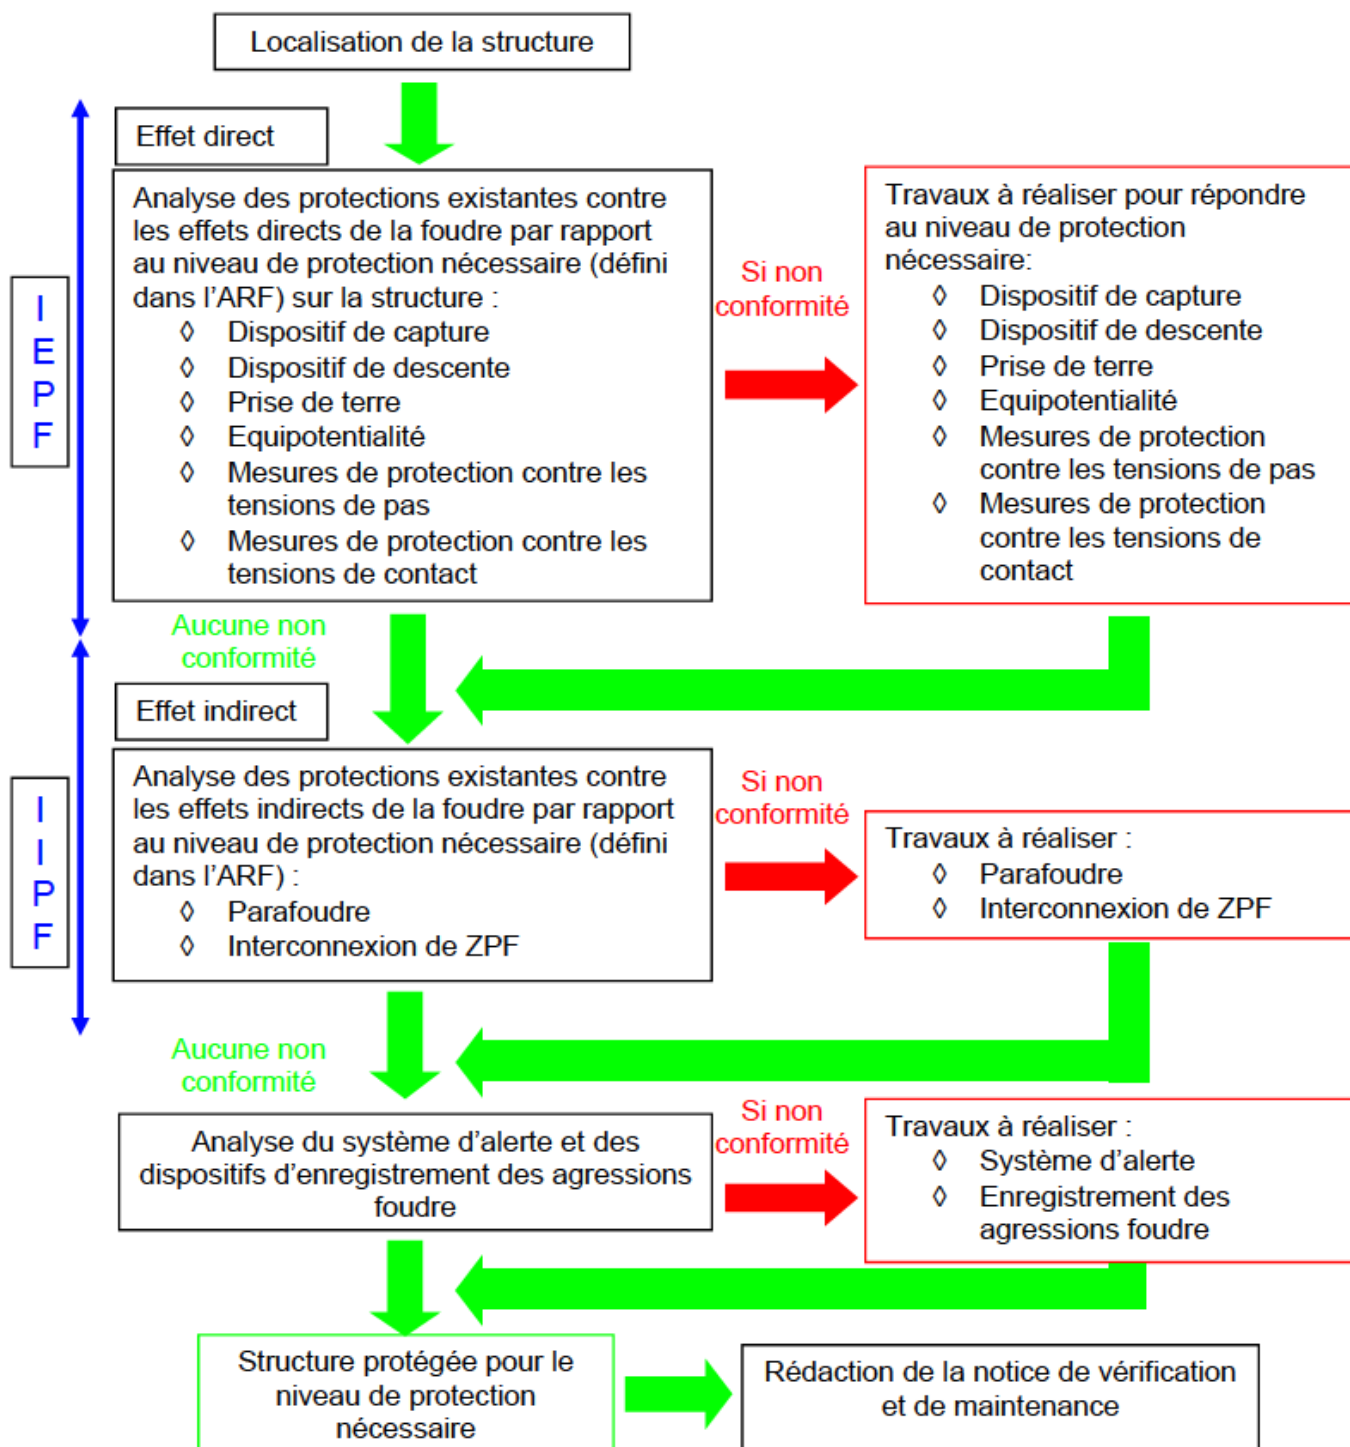 Localisation de la structure
Effet direct
I
E
P
F
Analyse des protections existantes contre
les effets directs de la foudre par rapport
au niveau de protection nécessaire (défini
dans l'ARF) sur la structure :
◊ Dispositif de capture
◊ Dispositif de descente
◊ Prise de terre
◊ Equipotentialité
◊ Mesures de protection contre les
tensions de pas
◊ Mesures de protection contre les
tensions de contact
Si non
conformité
Travaux à réaliser pour répondre
au niveau de protection
nécessaire:
◊ Dispositif de capture
◊ Dispositif de descente
◊ Prise de terre
◊ Equipotentialité
◊ Mesures de protection
contre les tensions de pas
◊ Mesures de protection
contre les tensions de
contact
Aucune non
conformité
Effet indirect
I
I
P
F
Analyse des protections existantes contre
les effets indirects de la foudre par rapport
au niveau de protection nécessaire (défini
dans l'ARF) :
◊ Parafoudre
◊ Interconnexion de ZPF
Si non
conformité
Travaux à réaliser :
◊ Parafoudre
◊ Interconnexion de ZPF
Aucune non
conformité
Analyse du système d'alerte et des
dispositifs d'enregistrement des agressions
foudre
Si non
conformité
Travaux à réaliser :
◊ Système d'alerte
◊ Enregistrement des
agressions foudre
Structure protégée pour le
niveau de protection
nécessaire
Rédaction de la notice de vérification
et de maintenance